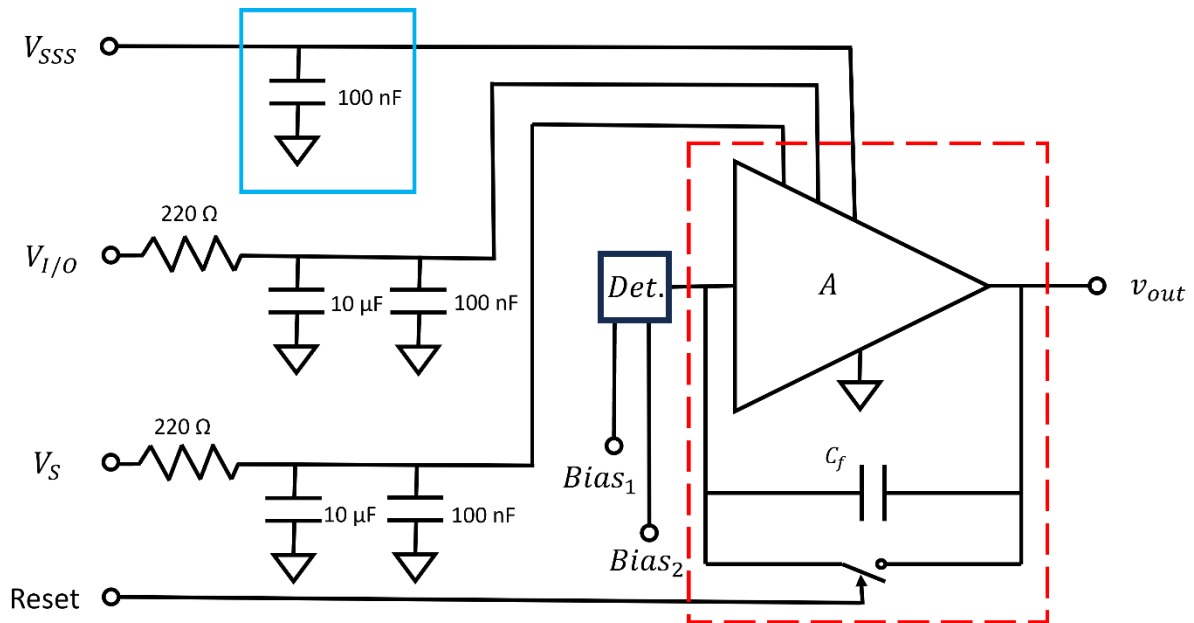 V_SSS
100 nF
220 Ω
V_I/O
10 µF
100 nF
Det.
A
v_out
220 Ω
V_S
10 µF
100 nF
Bias_1
C_f
Bias_2
Reset